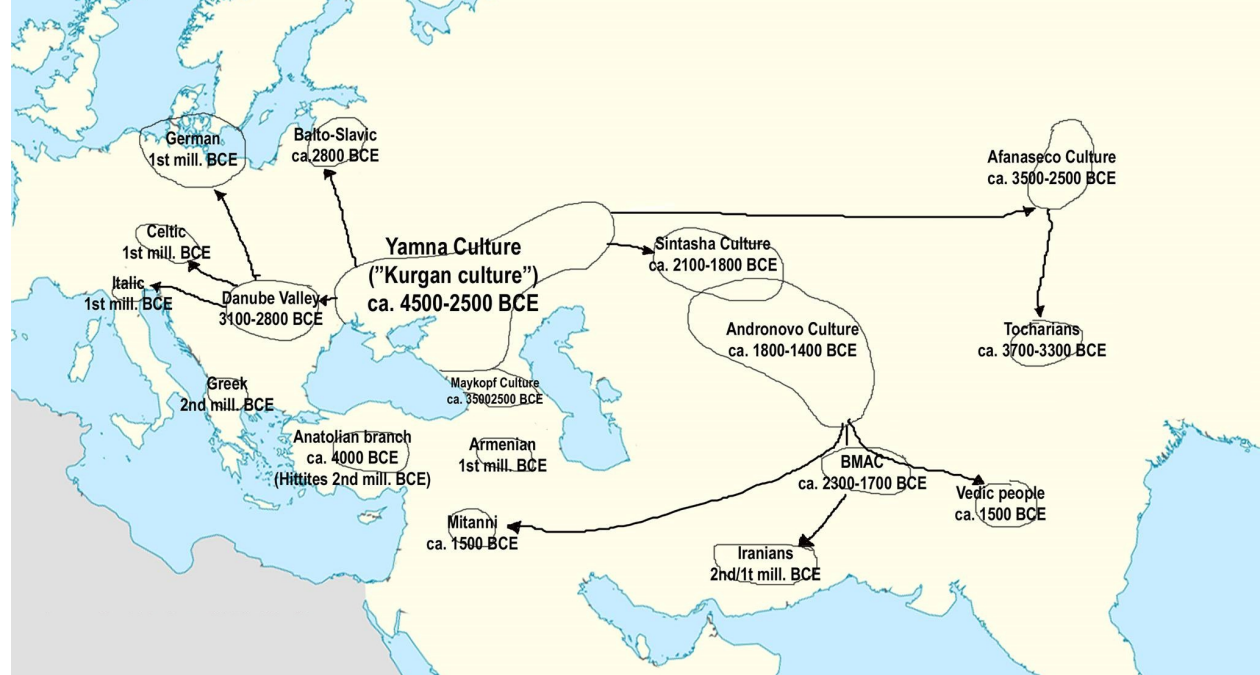 German
1st mill. BCE
Balto-Slavic
ca.2800 BCE
Afanaseco Culture
ca. 3500-2500 BCE
Celtic
1st mill. BCE
Yamna Culture
("Kurgan culture")
ca. 4500-2500 BCE
Sintasha Culture
ca. 2100-1800 BCE
Italic
1st mill. BCE
Danube Valley
3100-2800 BCE
Andronovo Culture
ca. 1800-1400 BCE
Tocharians
ca. 3700-3300 BCE
Greek
2nd mill. BCE
Maykopf Culture
ca. 35002500 BCE
Anatolian branch
ca. 4000 BCE
(Hittites 2nd mill. BCE)
Armenian
1st mill. BCE
BMAC
ca. 2300-1700 BCE
Vedic people
ca. 1500 BCE
Mitanni
ca. 1500 BCE
Iranians
2nd/1t mill. BCE